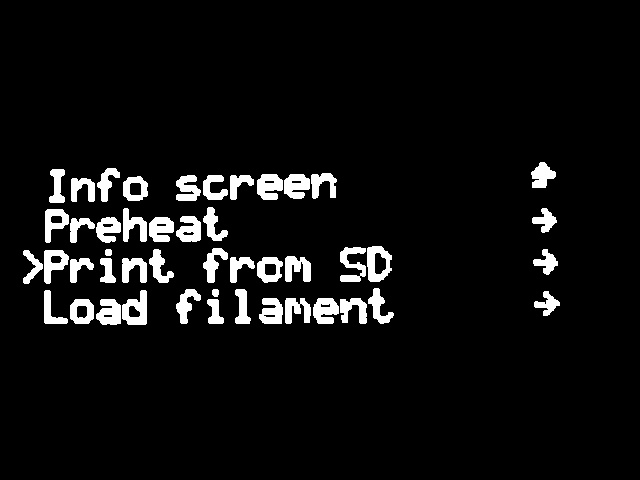 Info screen
Preheat →
>Print from SD →
Load filament →